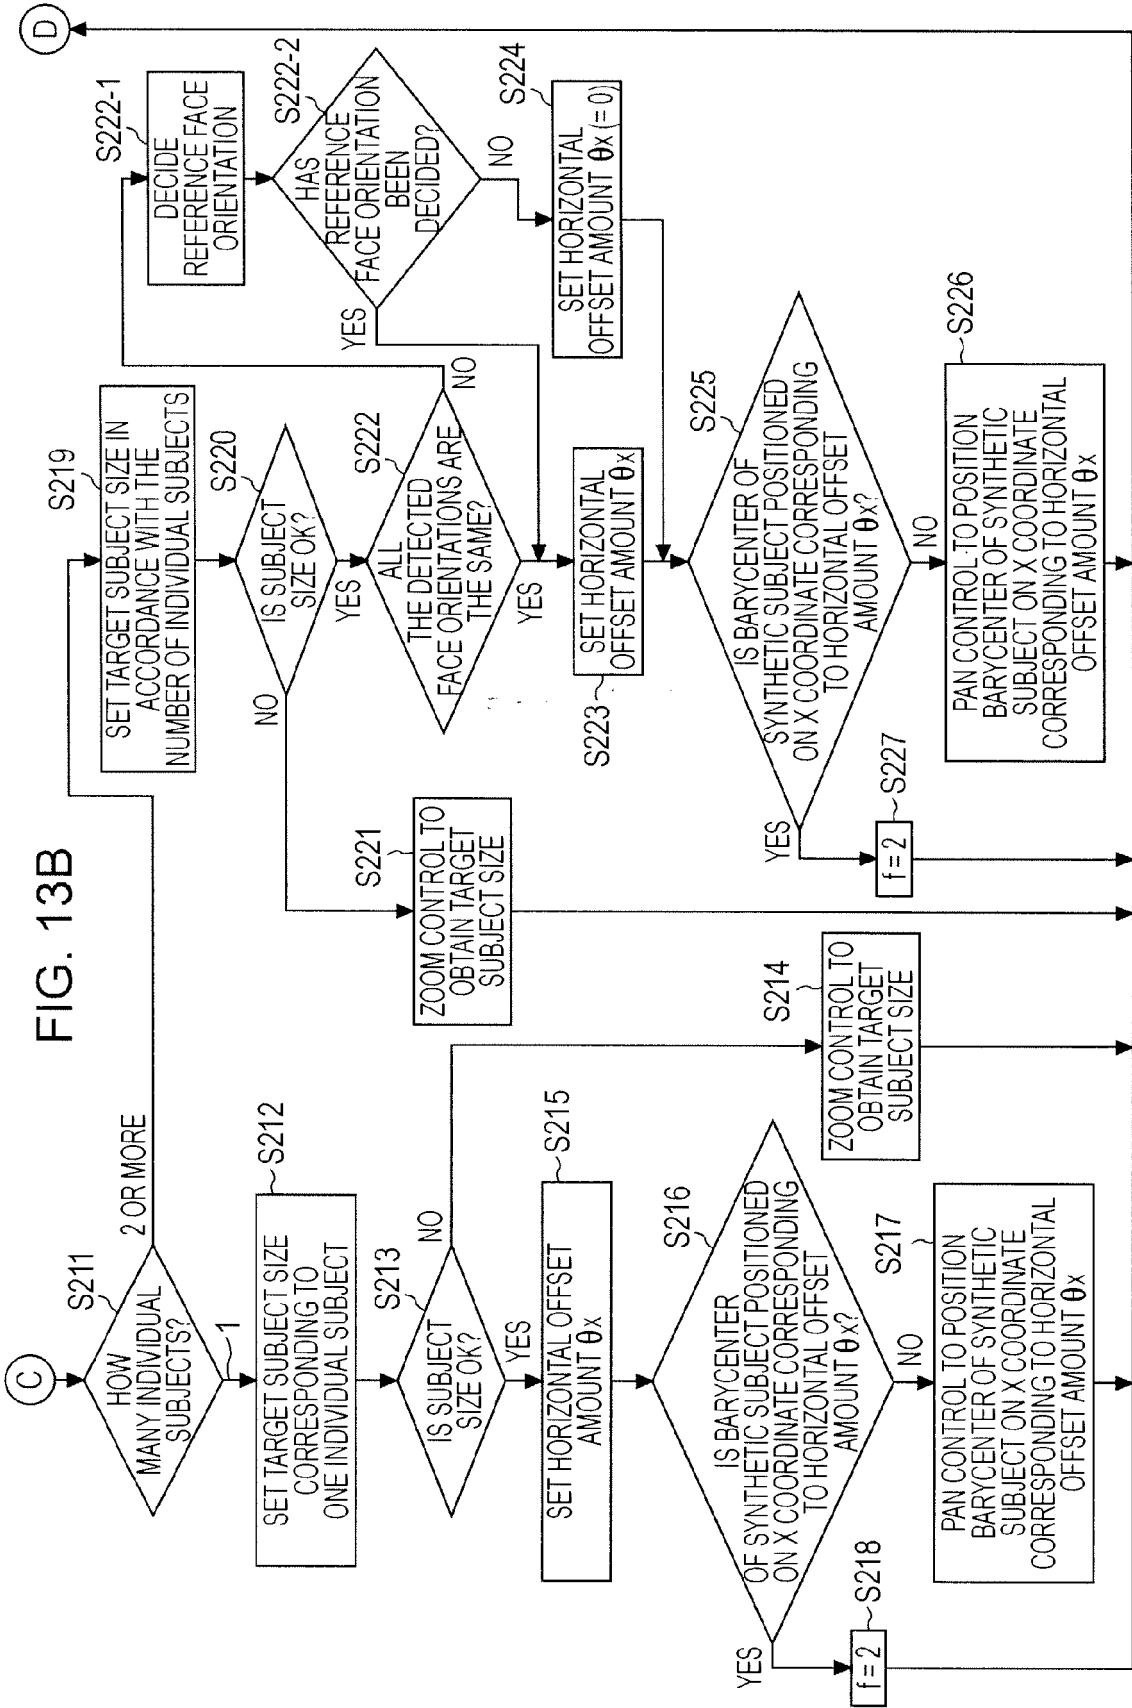 FIG. 13B
C
HOW
MANY INDIVIDUAL
SUBJECTS?
S211
2 OR MORE
1
SET TARGET SUBJECT SIZE
CORRESPONDING TO
ONE INDIVIDUAL SUBJECT
S212
IS SUBJECT
SIZE OK?
S213
NO
YES
SET HORIZONTAL OFFSET
AMOUNT θx
S215
IS BARYCENTER
OF SYNTHETIC SUBJECT POSITIONED
ON X COORDINATE CORRESPONDING
TO HORIZONTAL OFFSET
AMOUNT θx?
S216
YES
NO
f = 2
S218
PAN CONTROL TO POSITION
BARYCENTER OF SYNTHETIC
SUBJECT ON X COORDINATE
CORRESPONDING TO HORIZONTAL
OFFSET AMOUNT θx
S217
ZOOM CONTROL TO
OBTAIN TARGET
SUBJECT SIZE
S214
SET TARGET SUBJECT SIZE IN
ACCORDANCE WITH THE
NUMBER OF INDIVIDUAL SUBJECTS
S219
IS SUBJECT
SIZE OK?
S220
NO
YES
ZOOM CONTROL TO
OBTAIN TARGET
SUBJECT SIZE
S221
ALL
THE DETECTED
FACE ORIENTATIONS ARE
THE SAME?
S222
NO
YES
DECIDE
REFERENCE FACE
ORIENTATION
S222-1
HAS
REFERENCE
FACE ORIENTATION
BEEN
DECIDED?
S222-2
YES
NO
SET HORIZONTAL
OFFSET AMOUNT θx
S223
SET HORIZONTAL
OFFSET AMOUNT θx (= 0)
S224
IS BARYCENTER OF
SYNTHETIC SUBJECT POSITIONED
ON X COORDINATE CORRESPONDING
TO HORIZONTAL OFFSET
AMOUNT θx?
S225
YES
NO
f = 2
S227
PAN CONTROL TO POSITION
BARYCENTER OF SYNTHETIC
SUBJECT ON X COORDINATE
CORRESPONDING TO HORIZONTAL
OFFSET AMOUNT θx
S226
D